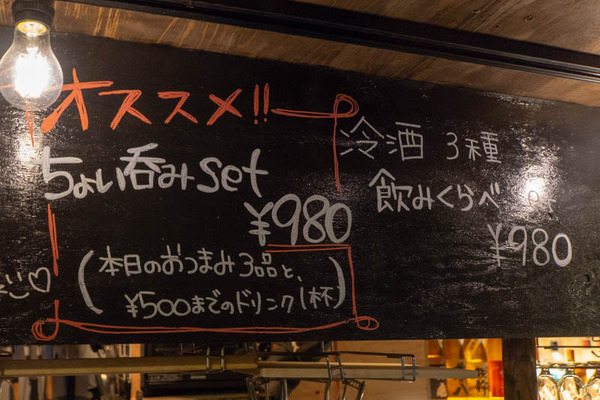 オススメ!!
ちょい呑みset
¥980
(本日のおつまみ3品と、
¥500までのドリンク1杯)
冷酒 3種
飲みくらべ
¥980